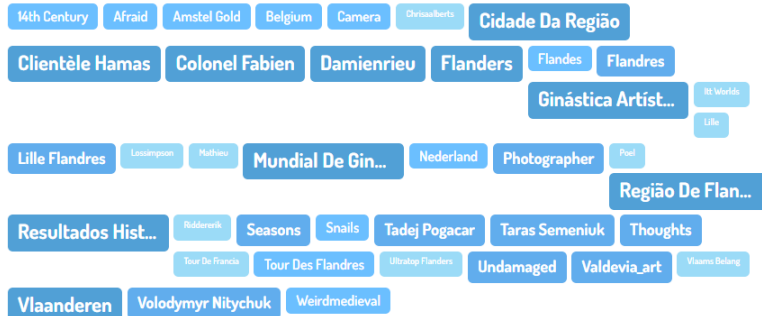 14th Century Afraid Amstel Gold Belgium Camera Chrisaalberts Cidade Da Região
Clientèle Hamas Colonel Fabien Damienrieu Flanders Flandes Flandres
Ginástica Artíst... Itt Worlds
Lille
Lille Flandres Lessimpson Mathieu Mundial De Gin... Nederland Photographer Poel
Região De Flan...
Resultados Hist... Riddererik Seasons Snails Tadej Pogacar Taras Semeniuk Thoughts
Tour De Francia Tour Des Flandres Ultratop Flanders Undamaged Valdevia_art Vlaams Belang
Vlaanderen Volodymyr Nitychuk Weirdmedieval